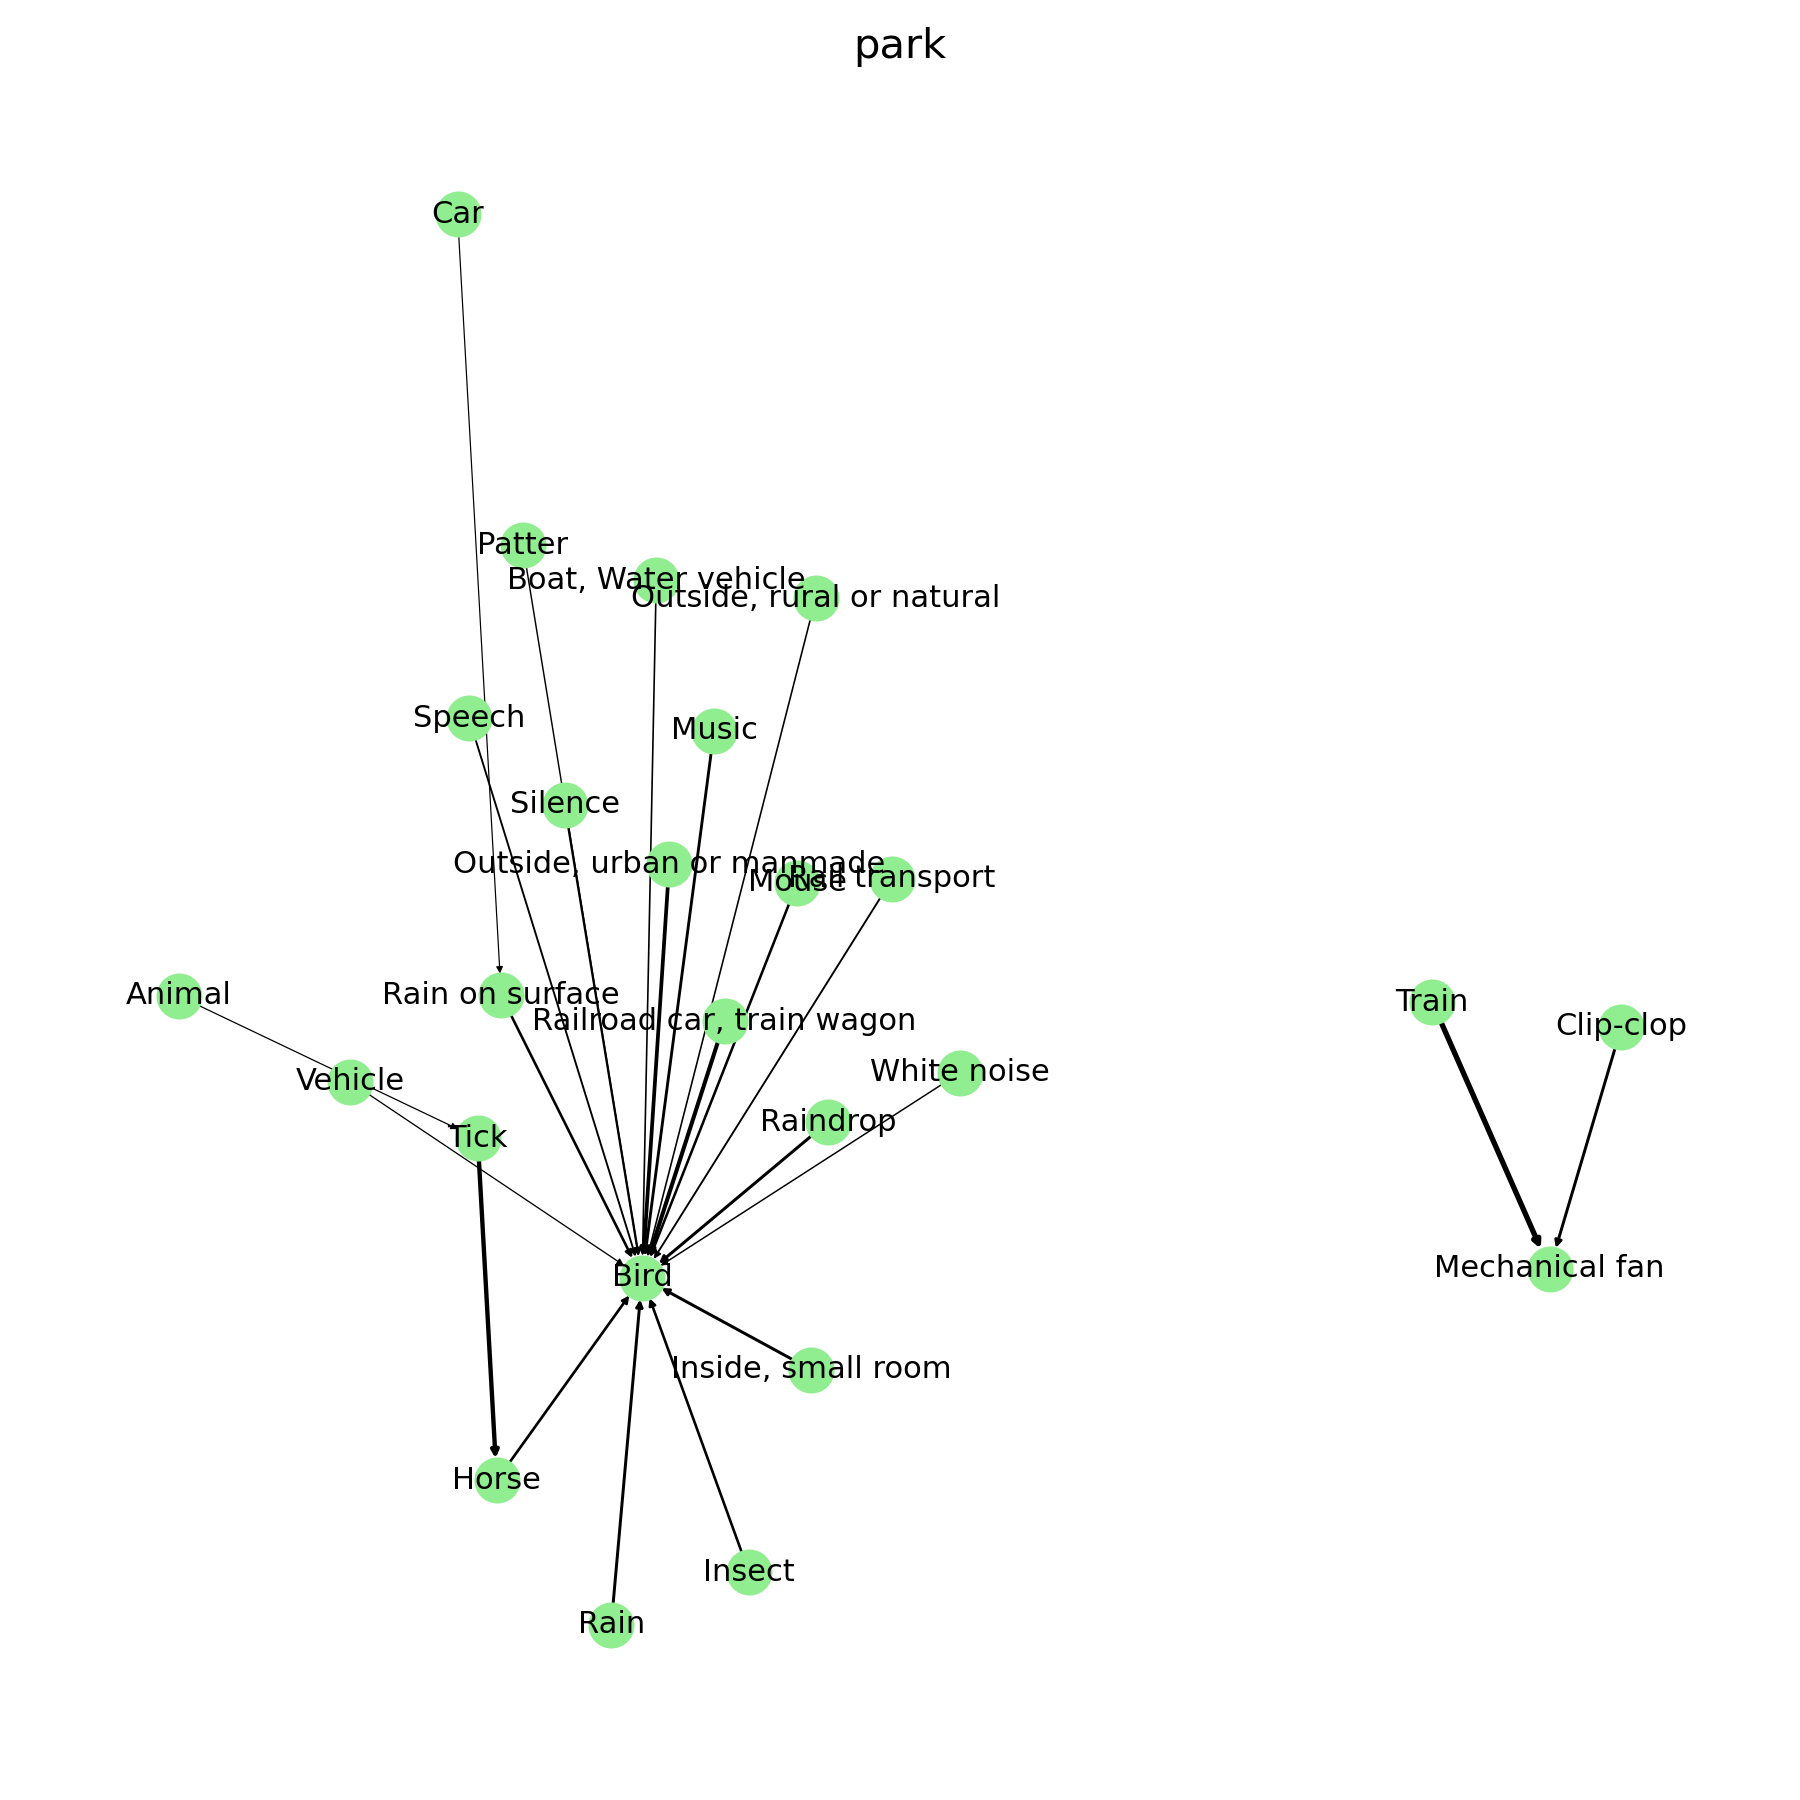 park
Car
Patter
Boat, Water vehicle
Outside, rural or natural
Speech
Music
Silence
Outside, urban or manmade
Mouse
Rail transport
Animal
Rain on surface
Train
Railroad car, train wagon
Clip-clop
White noise
Vehicle
Raindrop
Tick
Mechanical fan
Bird
Inside, small room
Horse
Insect
Rain